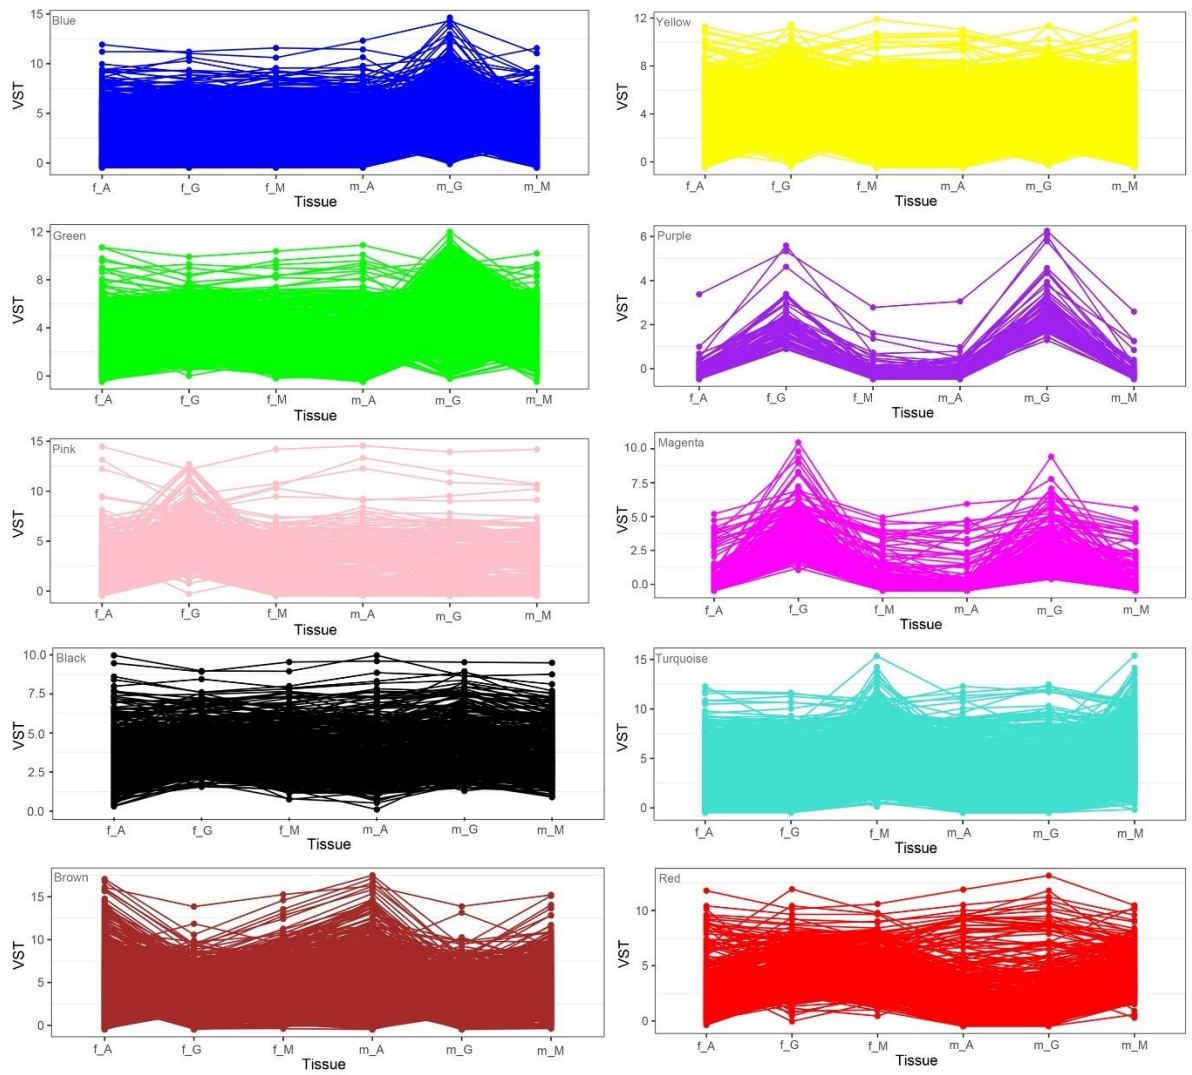 Blue
VST
15
10
5
0
f_A f_G f_M m_A m_G m_M
Tissue
Yellow
VST
12
8
4
0
f_A f_G f_M m_A m_G m_M
Tissue
Green
VST
12
8
4
0
f_A f_G f_M m_A m_G m_M
Tissue
Purple
VST
6
4
2
0
f_A f_G f_M m_A m_G m_M
Tissue
Pink
VST
15
10
5
0
f_A f_G f_M m_A m_G m_M
Tissue
Magenta
VST
10.0
7.5
5.0
2.5
0.0
f_A f_G f_M m_A m_G m_M
Tissue
Black
VST
10.0
7.5
5.0
2.5
0.0
f_A f_G f_M m_A m_G m_M
Tissue
Turquoise
VST
15
10
5
0
f_A f_G f_M m_A m_G m_M
Tissue
Brown
VST
15
10
5
0
f_A f_G f_M m_A m_G m_M
Tissue
Red
VST
10
5
0
f_A f_G f_M m_A m_G m_M
Tissue